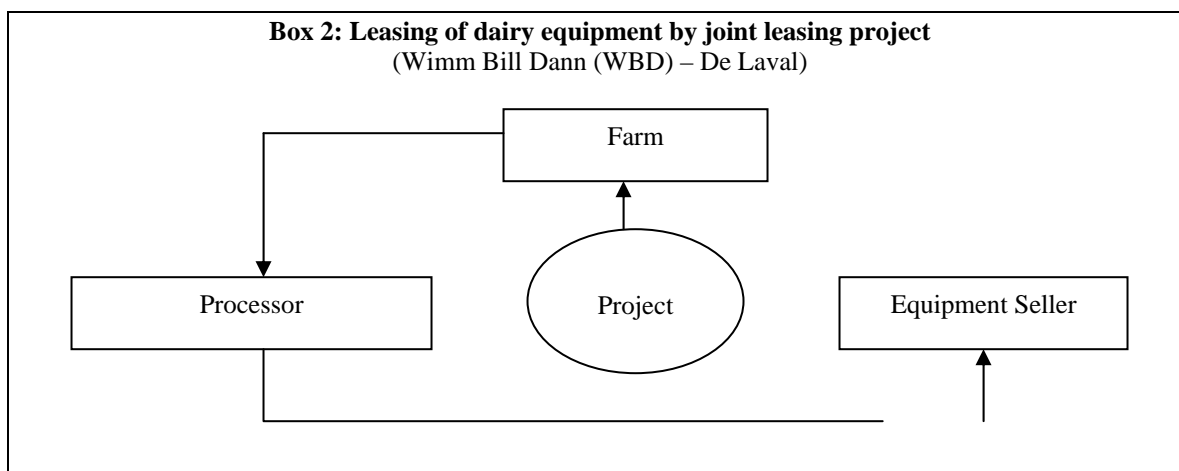 Box 2: Leasing of dairy equipment by joint leasing project
(Wimm Bill Dann (WBD) – De Laval)
Farm
Processor
Project
Equipment Seller